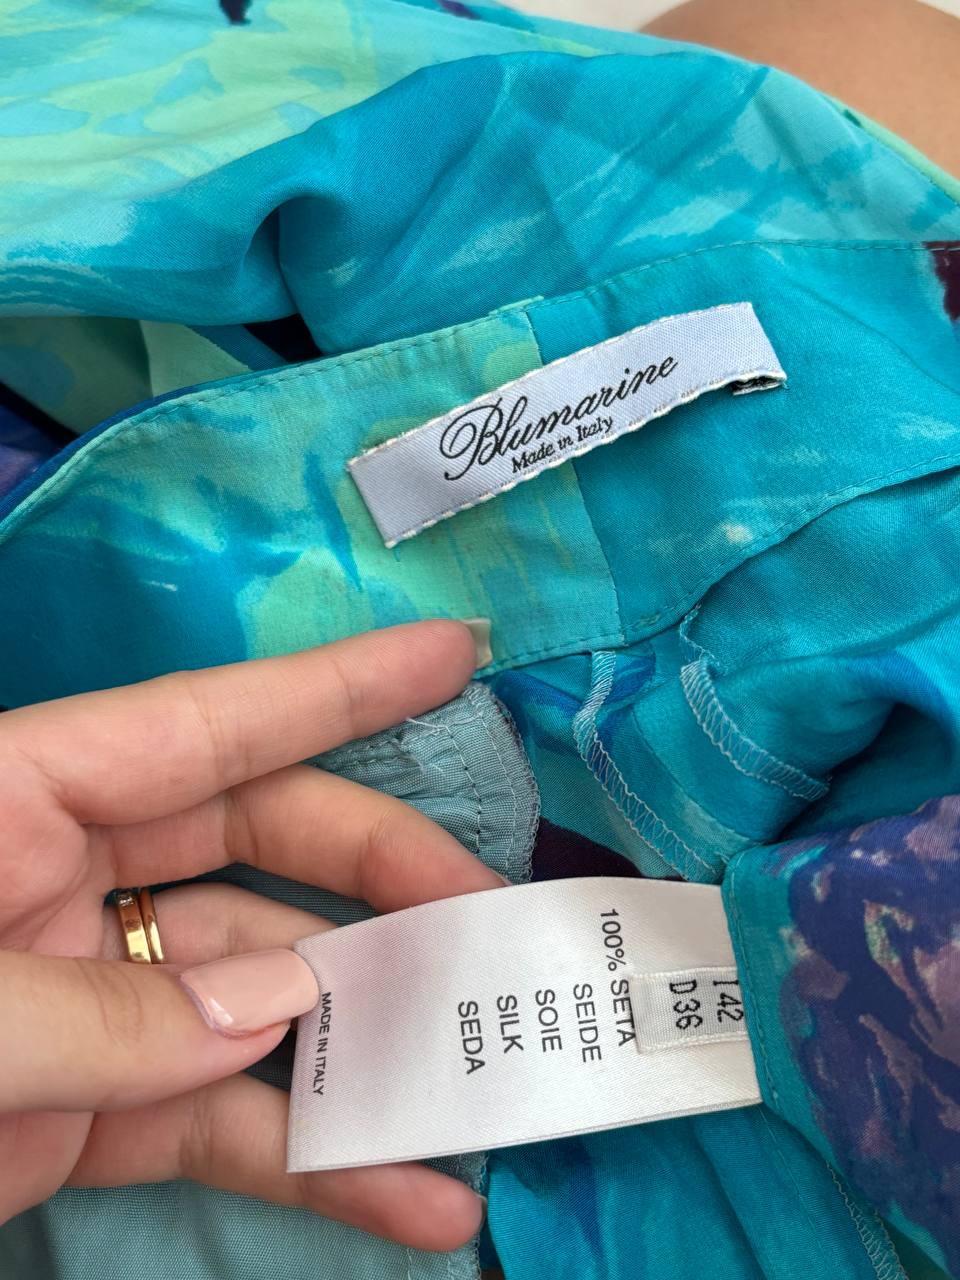 Blumarine
Made in Italy
I 42
D 36
100% SETA
SEIDE
SOIE
SILK
SEDA
MADE IN ITALY